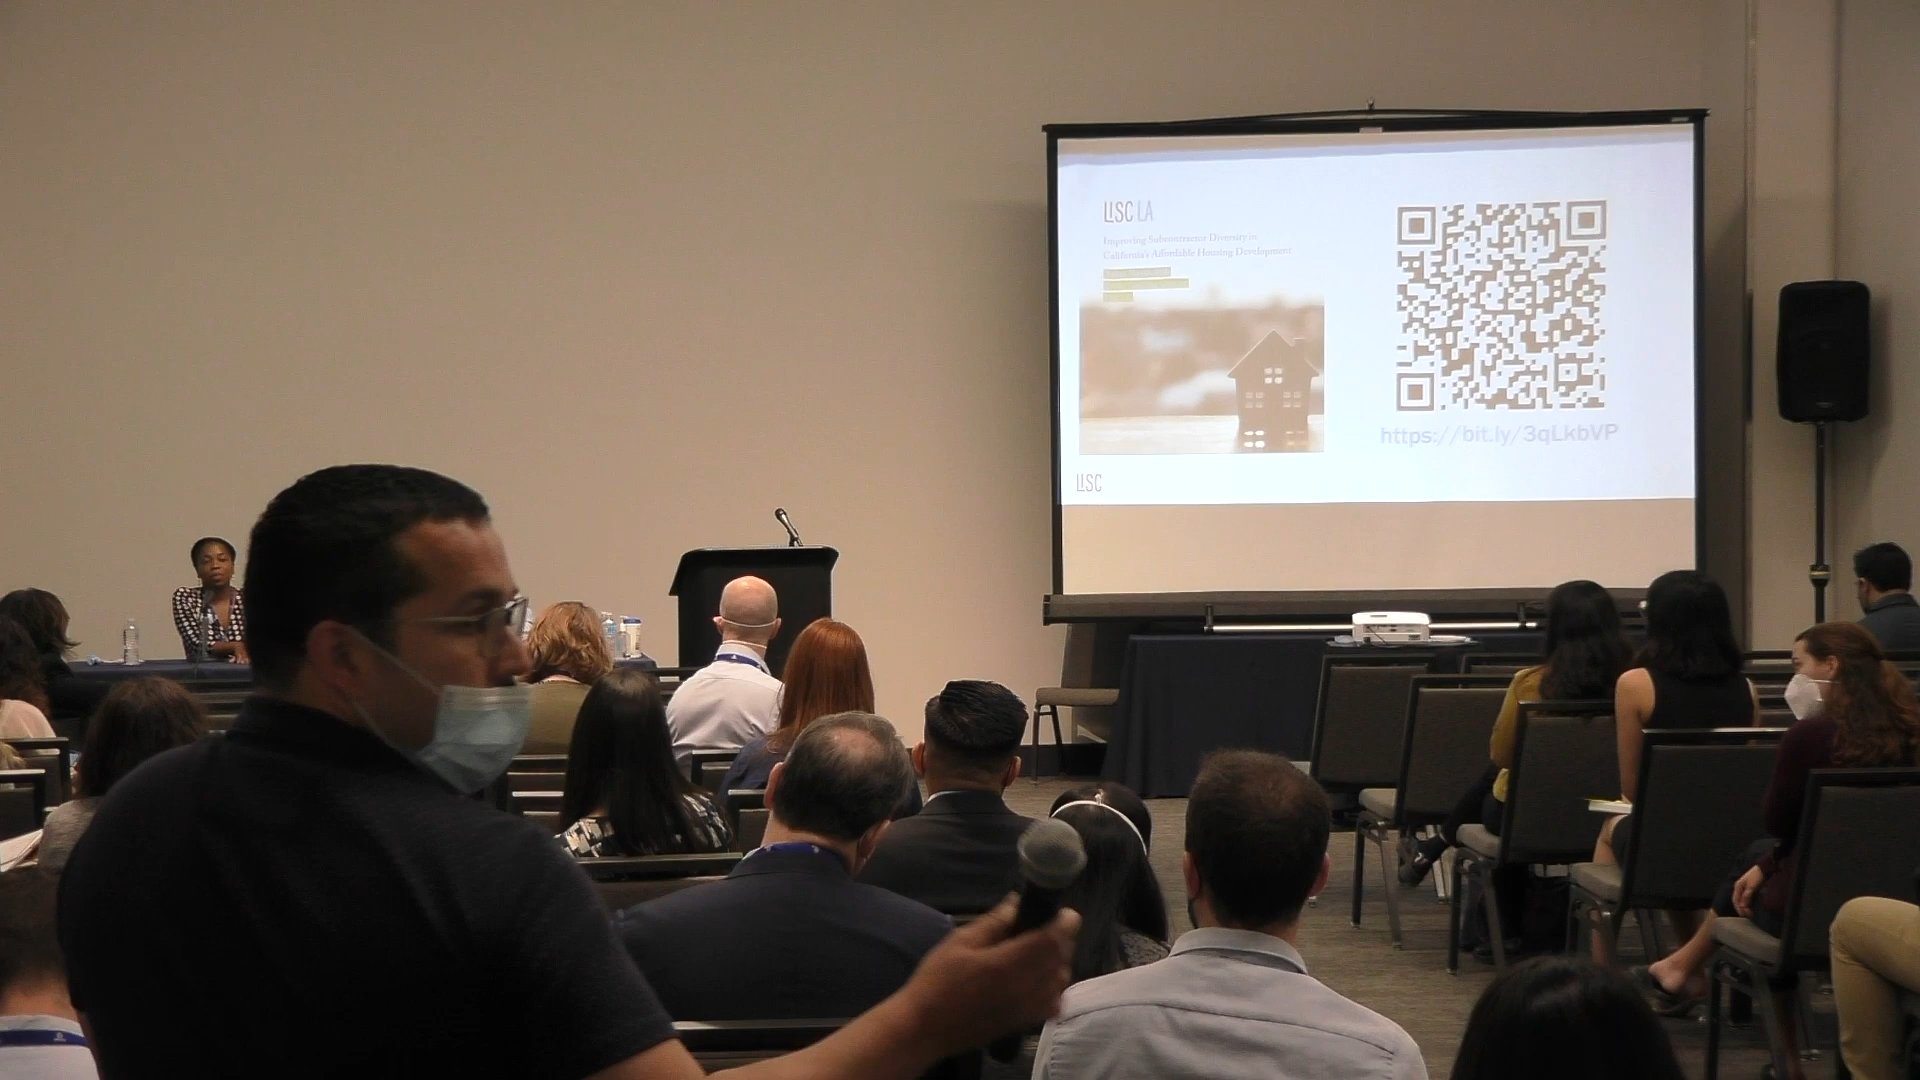 LISC LA
Improving Subcontractor Diversity in
California's Affordable Housing Development
https://bit.ly/3qLkbVP
LISC